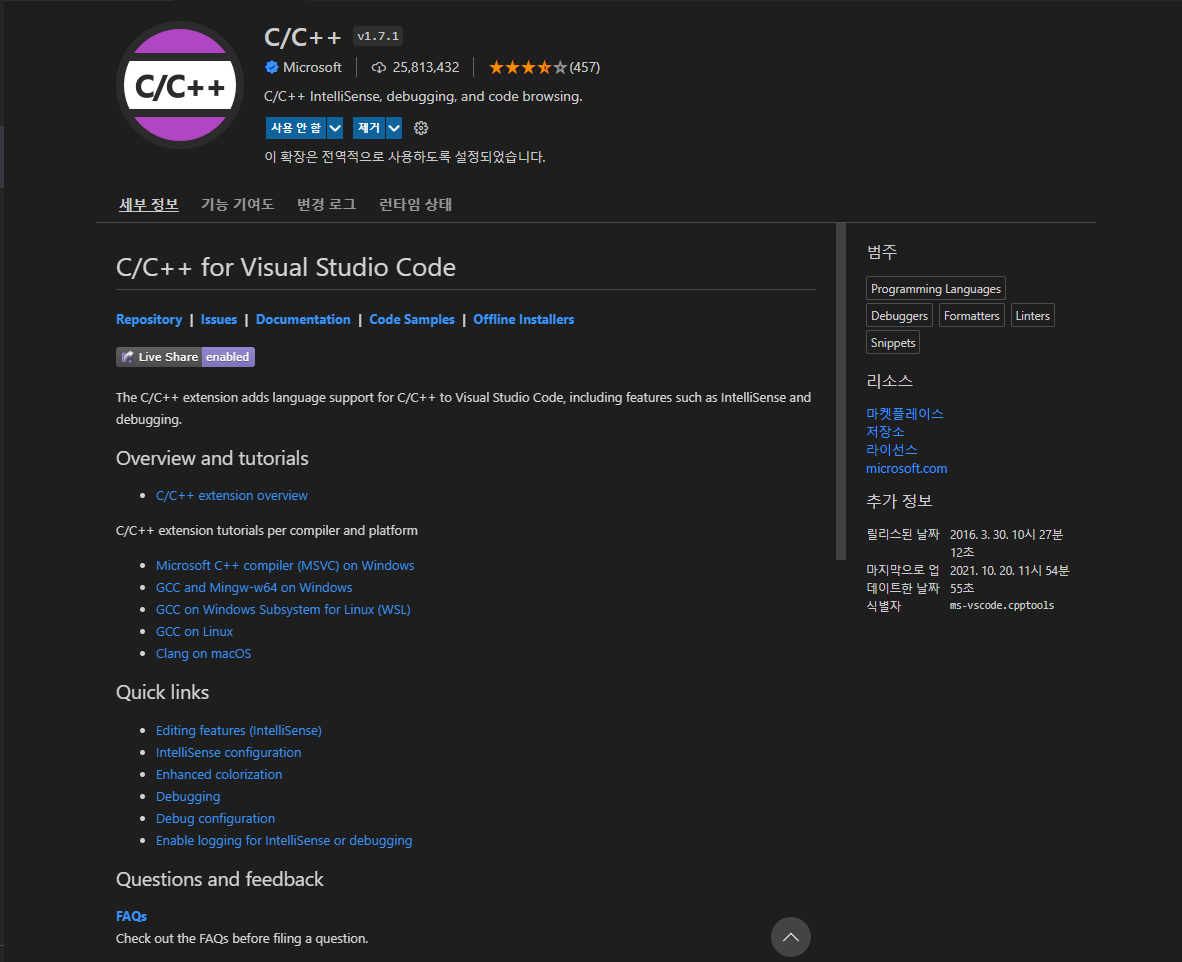 C/C++
C/C++ v1.7.1
Microsoft 25,813,432 (457)
C/C++ IntelliSense, debugging, and code browsing.
사용 안 함 제거
이 확장은 전역적으로 사용하도록 설정되었습니다.
세부 정보 기능 기여도 변경 로그 런타임 상태
C/C++ for Visual Studio Code
Repository | Issues | Documentation | Code Samples | Offline Installers
Live Share enabled
The C/C++ extension adds language support for C/C++ to Visual Studio Code, including features such as IntelliSense and
debugging.
Overview and tutorials
• C/C++ extension overview
C/C++ extension tutorials per compiler and platform
• Microsoft C++ compiler (MSVC) on Windows
• GCC and Mingw-w64 on Windows
• GCC on Windows Subsystem for Linux (WSL)
• GCC on Linux
• Clang on macOS
Quick links
• Editing features (IntelliSense)
• IntelliSense configuration
• Enhanced colorization
• Debugging
• Debug configuration
• Enable logging for IntelliSense or debugging
Questions and feedback
FAQs
Check out the FAQs before filing a question.
범주
Programming Languages
Debuggers Formatters Linters
Snippets
리소스
마켓플레이스
저장소
라이선스
microsoft.com
추가 정보
릴리스된 날짜 2016. 3. 30. 10시 27분
12초
마지막으로 업 2021. 10. 20. 11시 54분
데이트한 날짜 55초
식별자 ms-vscode.cpptools